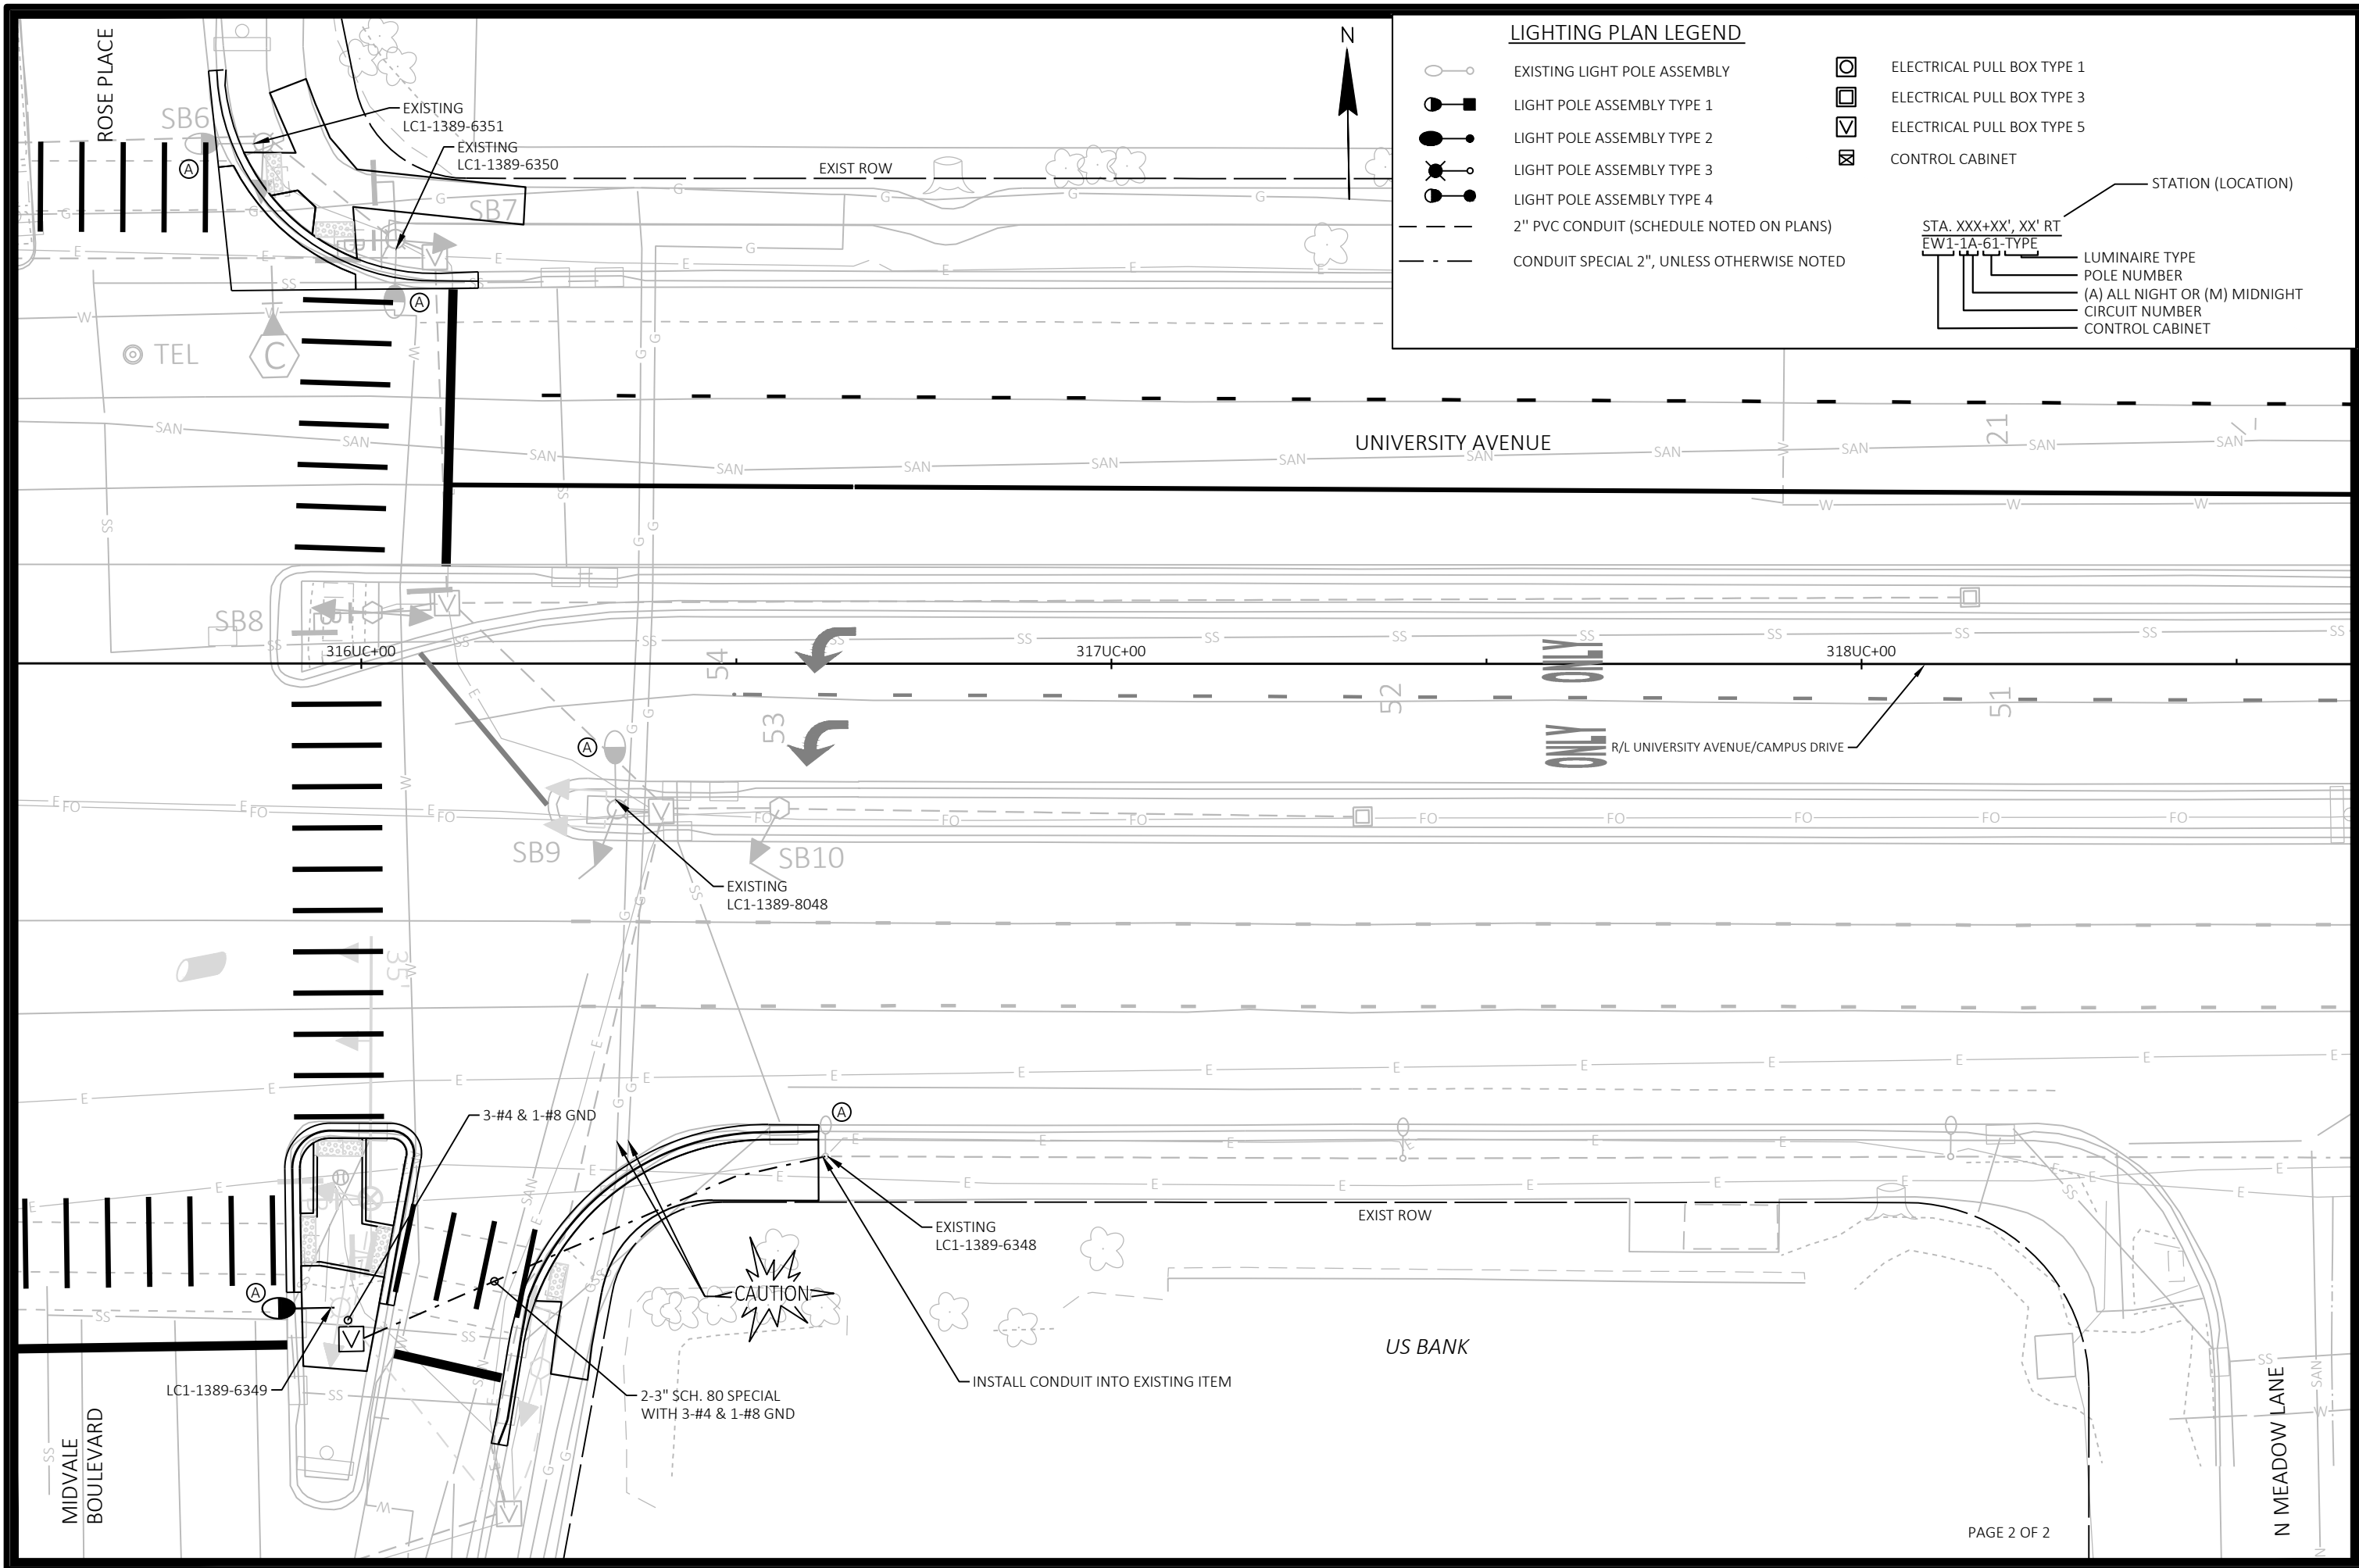 ROSE PLACE
SB6
EXISTING
LC1-1389-6351
EXISTING
LC1-1389-6350
A
SB7
EXIST ROW
N
LIGHTING PLAN LEGEND
EXISTING LIGHT POLE ASSEMBLY
LIGHT POLE ASSEMBLY TYPE 1
LIGHT POLE ASSEMBLY TYPE 2
LIGHT POLE ASSEMBLY TYPE 3
LIGHT POLE ASSEMBLY TYPE 4
2" PVC CONDUIT (SCHEDULE NOTED ON PLANS)
CONDUIT SPECIAL 2", UNLESS OTHERWISE NOTED
ELECTRICAL PULL BOX TYPE 1
ELECTRICAL PULL BOX TYPE 3
V ELECTRICAL PULL BOX TYPE 5
CONTROL CABINET
STATION (LOCATION)
STA. XXX+XX', XX' RT
EW1-1A-61-TYPE
LUMINAIRE TYPE
POLE NUMBER
(A) ALL NIGHT OR (M) MIDNIGHT
CIRCUIT NUMBER
CONTROL CABINET
A
TEL
C
UNIVERSITY AVENUE
21
SB8
316UC+00
317UC+00
318UC+00
54
53
52
51
ONLY
ONLY
R/L UNIVERSITY AVENUE/CAMPUS DRIVE
A
SB9
SB10
EXISTING
LC1-1389-8048
35
3-#4 & 1-#8 GND
A
EXISTING
LC1-1389-6348
EXIST ROW
CAUTION
A
US BANK
LC1-1389-6349
INSTALL CONDUIT INTO EXISTING ITEM
2-3" SCH. 80 SPECIAL
WITH 3-#4 & 1-#8 GND
MIDVALE
BOULEVARD
N MEADOW LANE
PAGE 2 OF 2